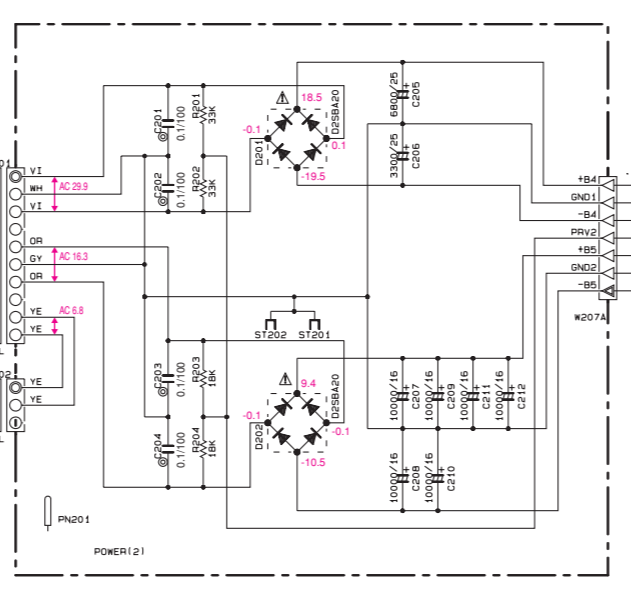 C201
0.1/100
R201
33K
18.5
-0.1
D201
0.1
-19.5
D2SBA20
6800/25
C205
3300/25
C206
C202
0.1/100
R202
33K
VI
WH
VI
AC 29.9
OR
GY
OR
AC 16.3
YE
YE
AC 6.8
YE
YE
+B4
GND1
-B4
PRV2
+B5
GND2
-B5
W207A
ST202
ST201
C203
0.1/100
R203
18K
9.4
-0.1
D202
-0.1
-10.5
D2SBA20
10000/16
C207
10000/16
C209
10000/16
C211
10000/16
C212
C204
0.1/100
R204
18K
10000/16
C208
10000/16
C210
PN201
POWER(2)